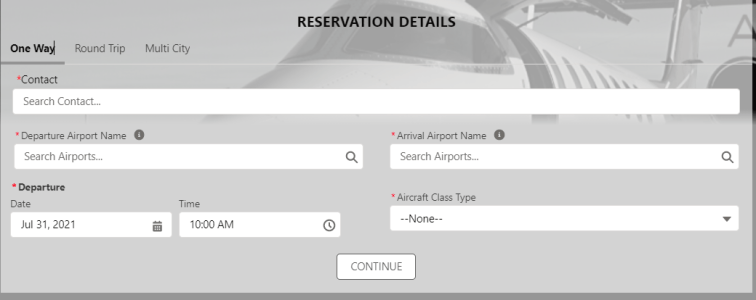 RESERVATION DETAILS
One Way Round Trip Multi City
*Contact
Search Contact...
* Departure Airport Name * Arrival Airport Name
Search Airports... Search Airports...
* Departure
Date Time * Aircraft Class Type
Jul 31, 2021 10:00 AM --None--
CONTINUE